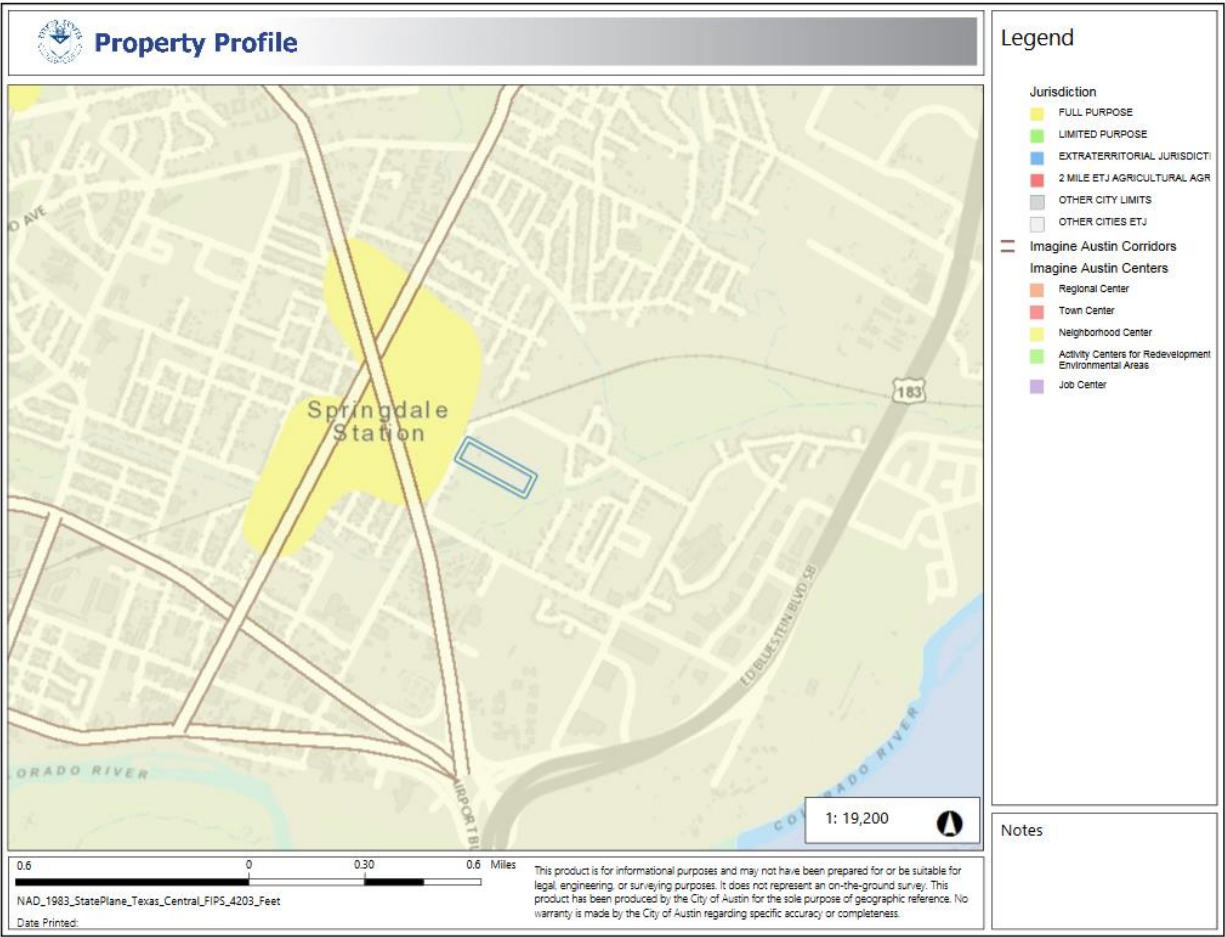 Property Profile
O AVE
Springdale
Station
183
ED BLUESTEIN BLVD SB
ORADO RIVER
IRPORT BL
COLORADO RIVER
1: 19,200
0.6 0 0.30 0.6 Miles
NAD_1983_StatePlane_Texas_Central_FIPS_4203_Feet
Date Printed:
This product is for informational purposes and may not have been prepared for or be suitable for
legal, engineering, or surveying purposes. It does not represent an on-the-ground survey. This
product has been produced by the City of Austin for the sole purpose of geographic reference. No
warranty is made by the City of Austin regarding specific accuracy or completeness.
Legend
Jurisdiction
FULL PURPOSE
LIMITED PURPOSE
EXTRATERRITORIAL JURISDICTI
2 MILE ETJ AGRICULTURAL AGR
OTHER CITY LIMITS
OTHER CITIES ETJ
Imagine Austin Corridors
Imagine Austin Centers
Regional Center
Town Center
Neighborhood Center
Activity Centers for Redevelopment
Environmental Areas
Job Center
Notes